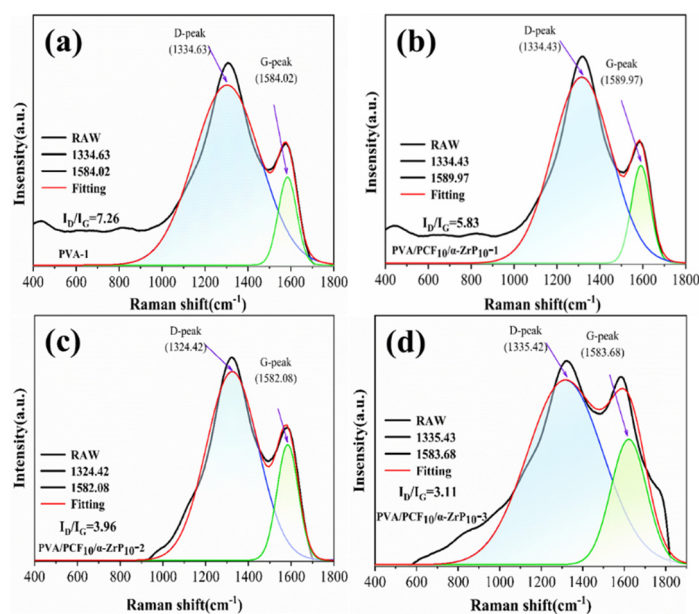 (a)
D-peak
(1334.63)
G-peak
(1584.02)
RAW
1334.63
1584.02
Fitting
I_D/I_G=7.26
PVA-1
Insensity(a.u.)
400 600 800 1000 1200 1400 1600 1800
Raman shift(cm⁻¹)
(b)
D-peak
(1334.43)
G-peak
(1589.97)
RAW
1334.43
1589.97
Fitting
I_D/I_G=5.83
PVA/PCF₁₀/α-ZrP₁₀-1
Insensity(a.u.)
400 600 800 1000 1200 1400 1600 1800
Raman shift(cm⁻¹)
(c)
D-peak
(1324.42)
G-peak
(1582.08)
RAW
1324.42
1582.08
Fitting
I_D/I_G=3.96
PVA/PCF₁₀/α-ZrP₁₀-2
Intensity(a.u.)
400 600 800 1000 1200 1400 1600 1800
Raman shift(cm⁻¹)
(d)
D-peak
(1335.42)
G-peak
(1583.68)
RAW
1335.43
1583.68
Fitting
I_D/I_G=3.11
PVA/PCF₁₀/α-ZrP₁₀-3
Insensity(a.u.)
400 600 800 1000 1200 1400 1600 1800
Raman shift(cm⁻¹)